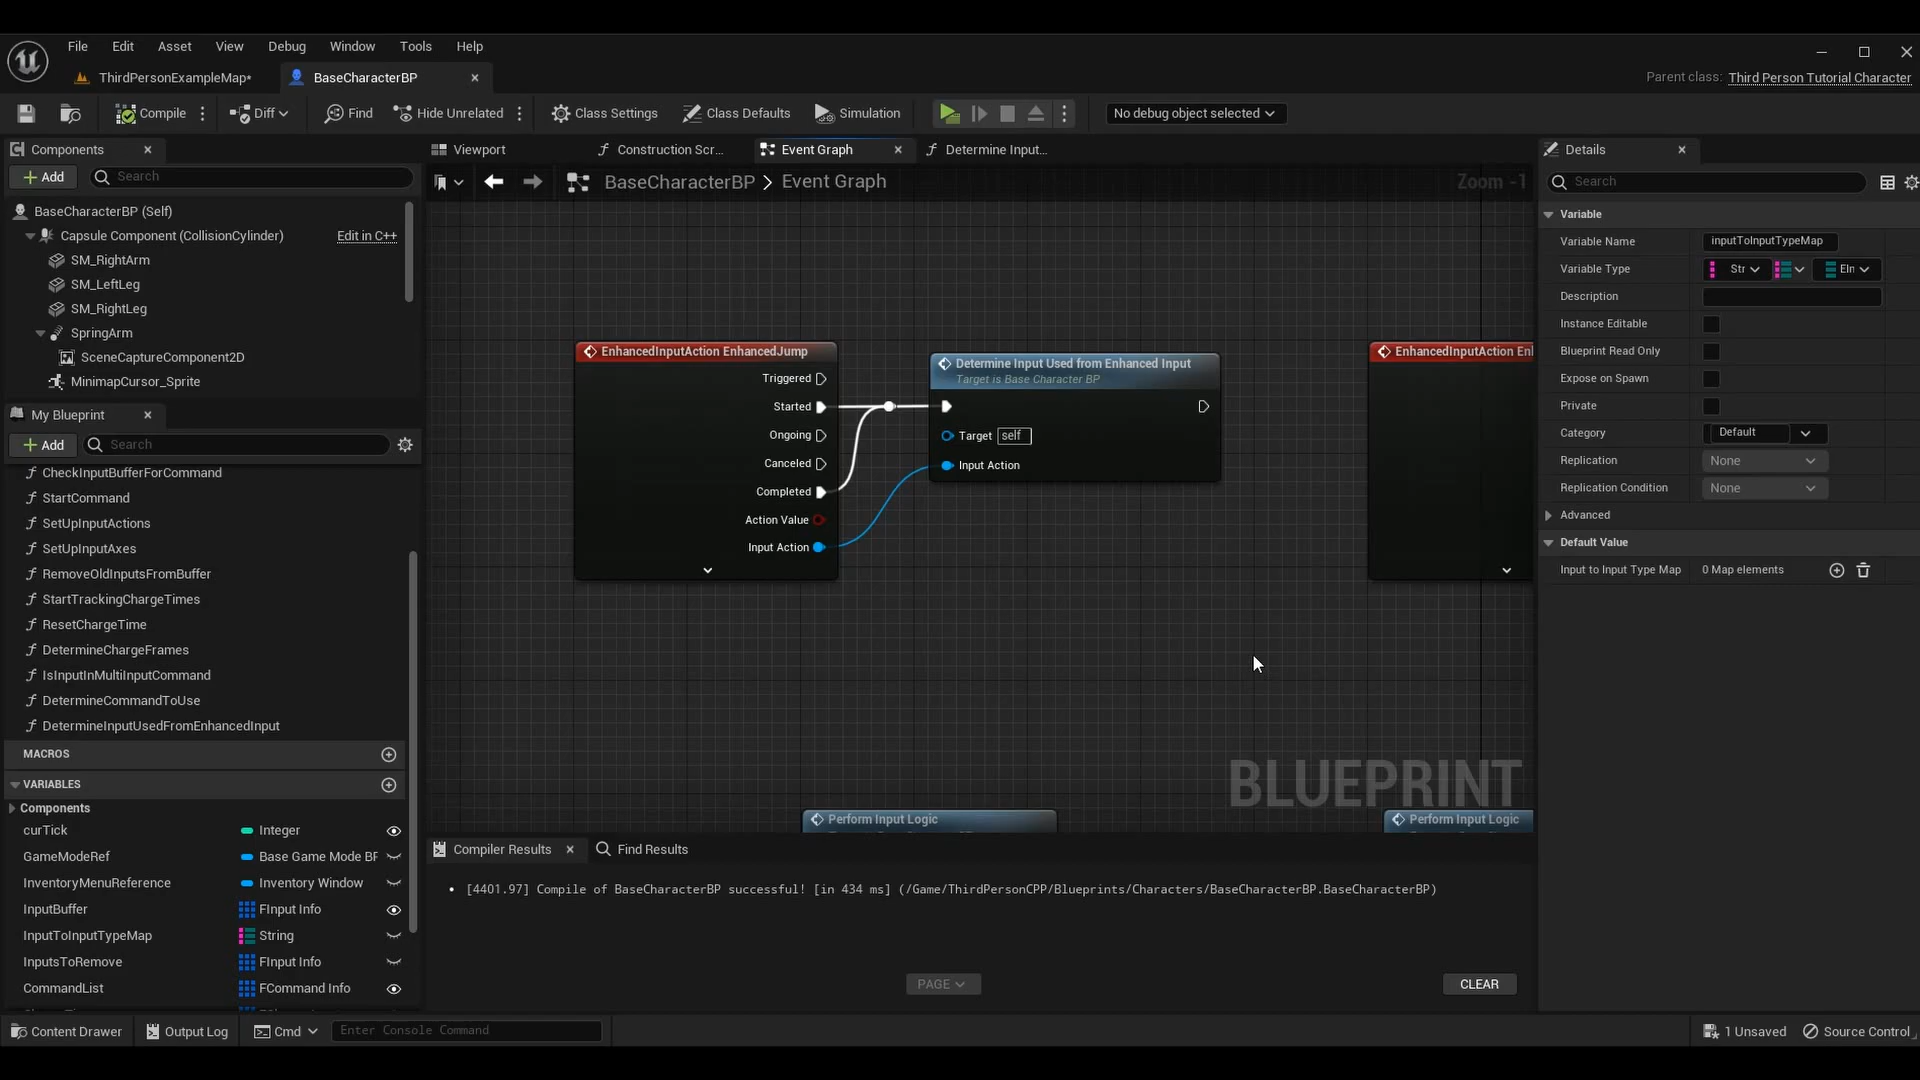 File Edit Asset View Debug Window Tools Help
ThirdPersonExampleMap* BaseCharacterBP
Parent class: Third Person Tutorial Character
Compile Diff Find Hide Unrelated Class Settings Class Defaults Simulation No debug object selected
Components
Add Search
BaseCharacterBP (Self)
Capsule Component (CollisionCylinder) Edit in C++
SM_RightArm
SM_LeftLeg
SM_RightLeg
SpringArm
SceneCaptureComponent2D
MinimapCursor_Sprite
My Blueprint
Add Search
CheckInputBufferForCommand
StartCommand
SetUpInputActions
SetUpInputAxes
RemoveOldInputsFromBuffer
StartTrackingChargeTimes
ResetChargeTime
DetermineChargeFrames
IsInputInMultiInputCommand
DetermineCommandToUse
DetermineInputUsedFromEnhancedInput
MACROS
VARIABLES
Components
curTick Integer
GameModeRef Base Game Mode BP
InventoryMenuReference Inventory Window
InputBuffer FInput Info
InputToInputTypeMap String
InputsToRemove FInput Info
CommandList FCommand Info
Viewport Construction Scr... Event Graph Determine Input...
BaseCharacterBP > Event Graph Zoom -1
EnhancedInputAction EnhancedJump
Triggered
Started
Ongoing
Canceled
Completed
Action Value
Input Action
Determine Input Used from Enhanced Input
Target is Base Character BP
Target self
Input Action
EnhancedInputAction
Perform Input Logic
Perform Input Logic
BLUEPRINT
Compiler Results Find Results
[4401.97] Compile of BaseCharacterBP successful! [in 434 ms] (/Game/ThirdPersonCPP/Blueprints/Characters/BaseCharacterBP.BaseCharacterBP)
PAGE CLEAR
Details
Search
Variable
Variable Name inputToInputTypeMap
Variable Type Str EIn
Description
Instance Editable
Blueprint Read Only
Expose on Spawn
Private
Category Default
Replication None
Replication Condition None
Advanced
Default Value
Input to Input Type Map 0 Map elements
Content Drawer Output Log Cmd Enter Console Command 1 Unsaved Source Control